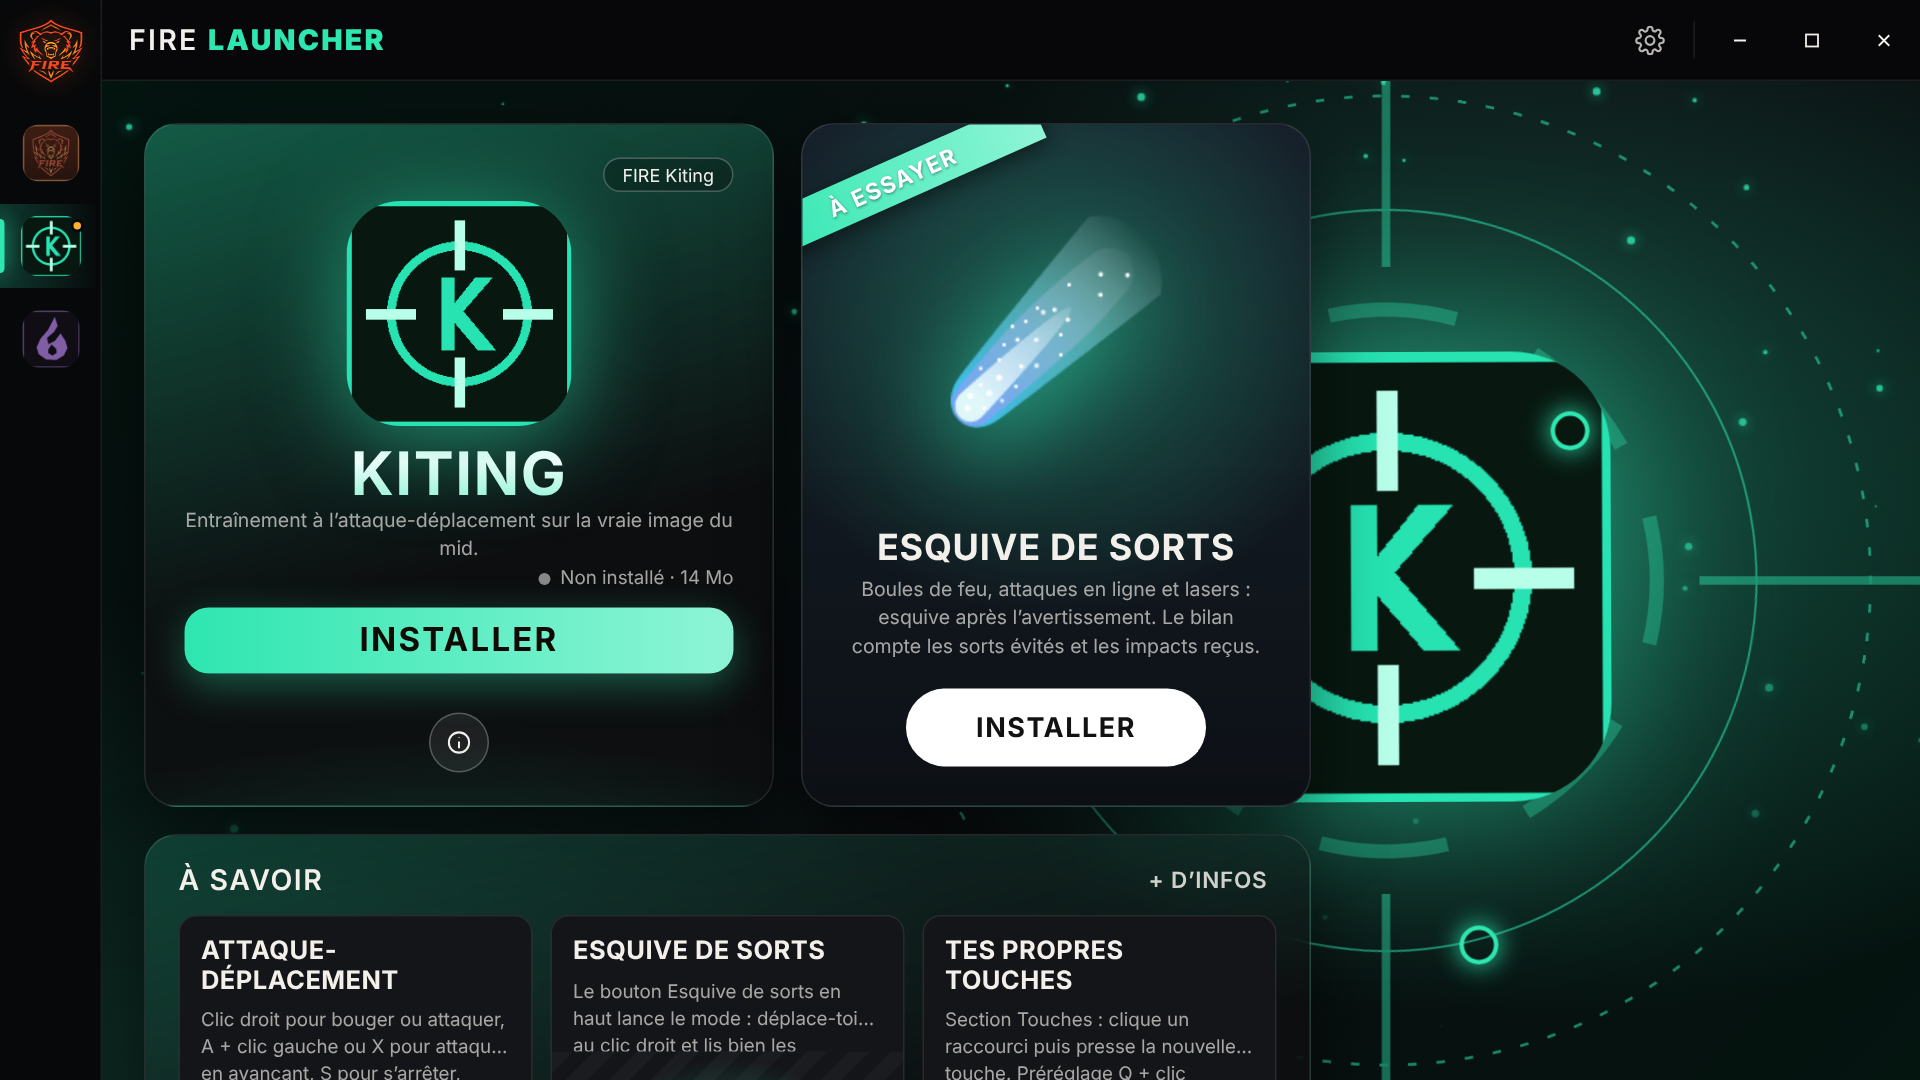 FIRE
FIRE LAUNCHER
FIRE
K
FIRE Kiting
K
KITING
Entraînement à l’attaque-déplacement sur la vraie image du
mid.
Non installé · 14 Mo
INSTALLER
À ESSAYER
ESQUIVE DE SORTS
Boules de feu, attaques en ligne et lasers :
esquive après l’avertissement. Le bilan
compte les sorts évités et les impacts reçus.
INSTALLER
K
À SAVOIR
+ D’INFOS
ATTAQUE-
DÉPLACEMENT
Clic droit pour bouger ou attaquer,
A + clic gauche ou X pour attaqu...
en avançant, S pour s’arrêter.
ESQUIVE DE SORTS
Le bouton Esquive de sorts en
haut lance le mode : déplace-toi...
au clic droit et lis bien les
TES PROPRES
TOUCHES
Section Touches : clique un
raccourci puis presse la nouvelle...
touche. Préréglage Q + clic